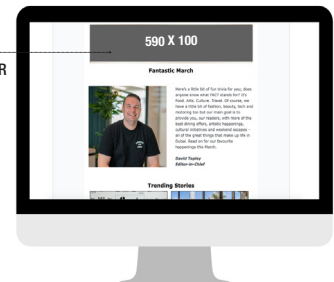 590 X 100
R
Fantastic March
Here's a little bit of fun trivia for you; does
anyone know what FACT stands for? It's
Food. Arts. Culture. Travel. Of course, we
have a little bit of fashion, beauty, tech and
motoring too but our main goal is to
provide you, our readers, with more of the
best dining offers, artistic happenings,
cultural initiatives and weekend escapes -
all of the great things that make up life in
Dubai. Read on for our favourite
happenings this March.
David Tapley
Editor-in-Chief
Trending Stories